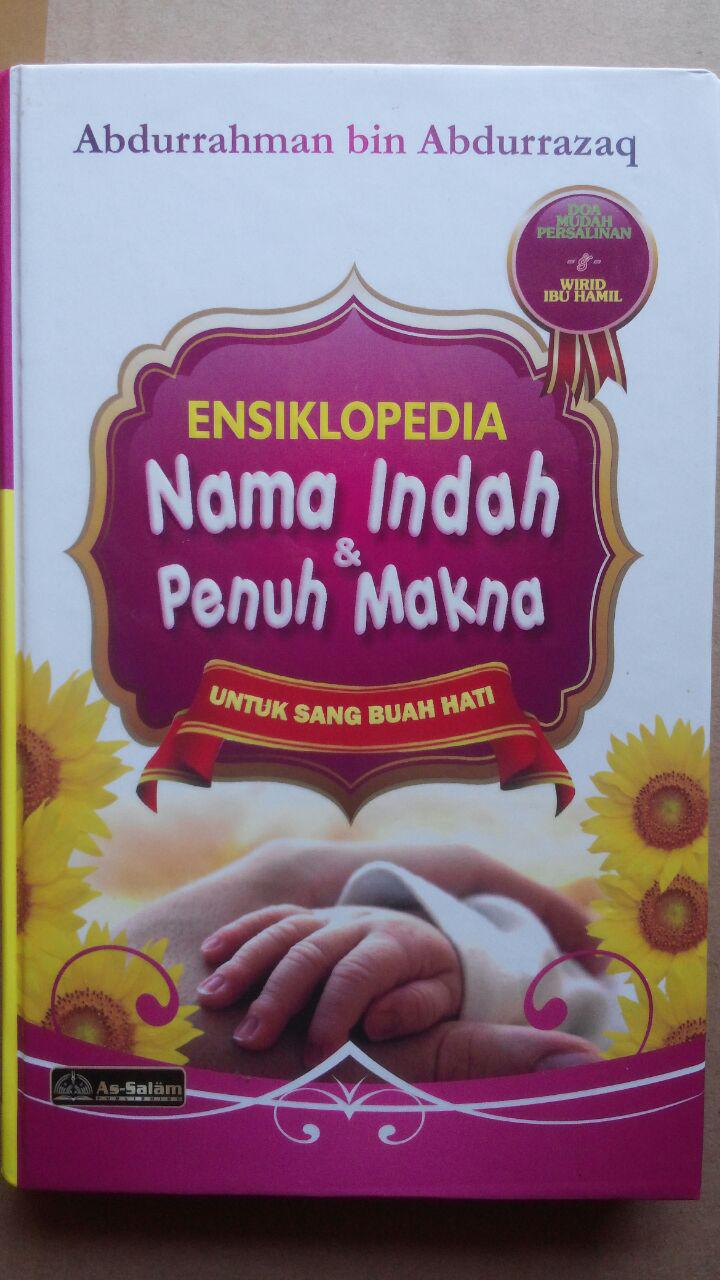 Abdurrahman bin Abdurrazaq
DOA
MUDAH
PERSALINAN
-&-
WIRID
IBU HAMIL
ENSIKLOPEDIA
Nama Indah
&
Penuh Makna
UNTUK SANG BUAH HATI
As-Salām
PUBLISHING